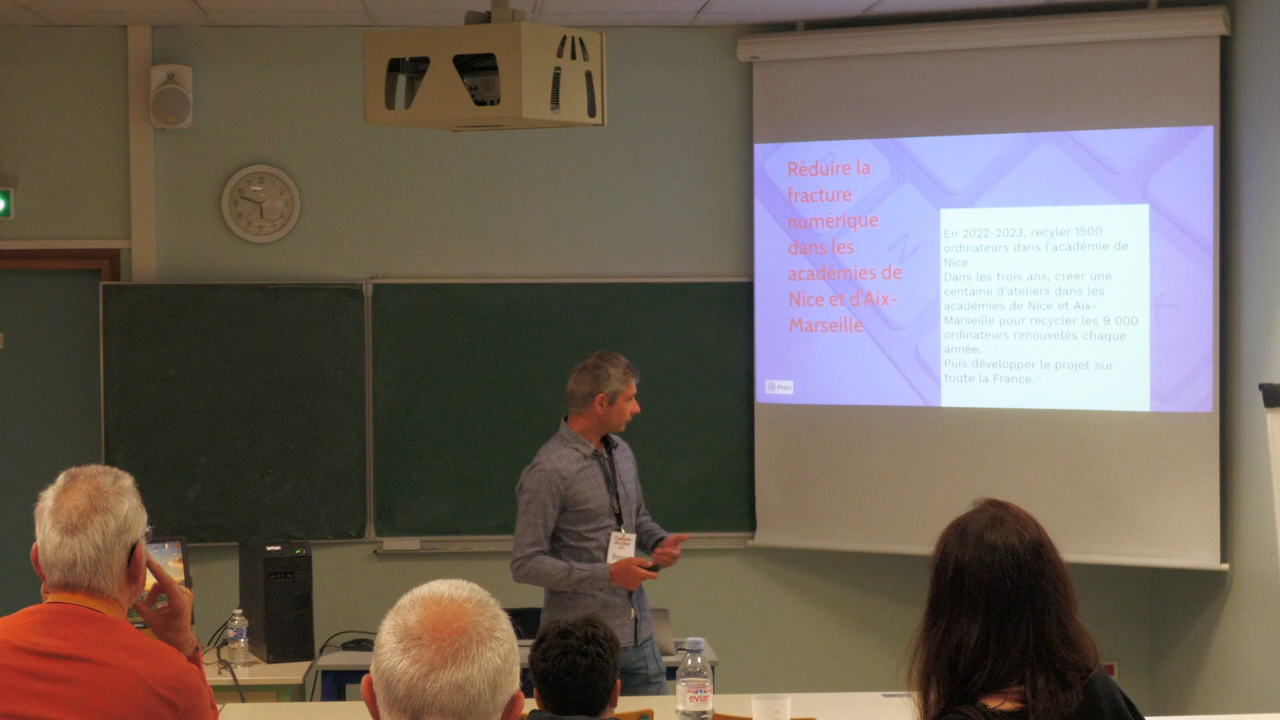 Réduire la
fracture
numérique
dans les
académies de
Nice et d'Aix-
Marseille
En 2022-2023, recyler 1500
ordinateurs dans l'académie de
Nice.
Dans les trois ans, créer une
centaine d'ateliers dans les
académies de Nice et Aix-
Marseille pour recycler les 9 000
ordinateurs renouvelés chaque
année.
Puis développer le projet sur
toute la France.
Prezi
evian